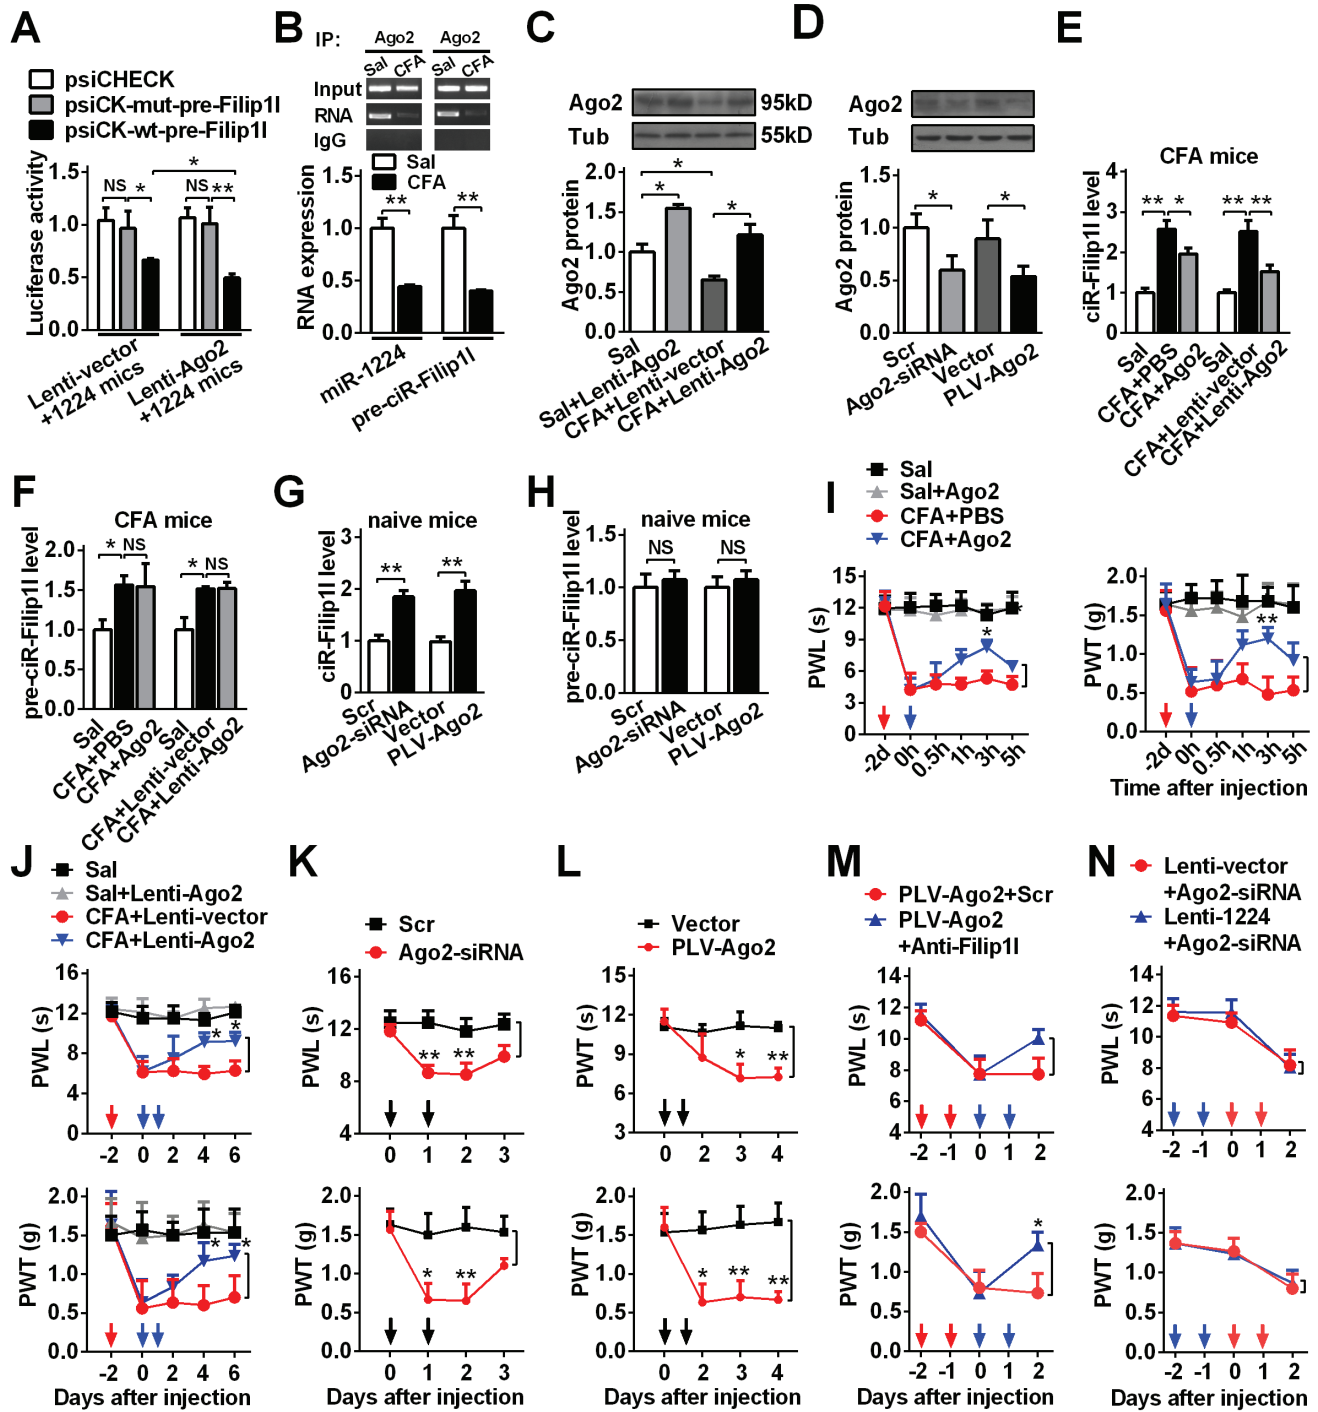 A
psiCHECK
psiCK-mut-pre-Filip1l
psiCK-wt-pre-Filip1l
Luciferase activity
1.5
1.0
0.5
0.0
NS
*
NS
**
*
Lenti-vector
+1224 mics
Lenti-Ago2
+1224 mics
B
IP:
Ago2
Ago2
Sal
CFA
Sal
CFA
Input
RNA
IgG
Sal
CFA
RNA expression
1.5
1.0
0.5
0.0
**
**
miR-1224
pre-ciR-Filip1l
C
Ago2
95kD
Tub
55kD
Ago2 protein
2.0
1.5
1.0
0.5
0.0
*
*
*
Sal
Sal+Lenti-Ago2
CFA+Lenti-vector
CFA+Lenti-Ago2
D
Ago2
Tub
Ago2 protein
1.5
1.0
0.5
0.0
*
*
Scr
Ago2-siRNA
Vector
PLV-Ago2
E
CFA mice
ciR-Filip1l level
4
3
2
1
0
**
*
**
**
Sal
CFA+PBS
CFA+Ago2
Sal
CFA+Lenti-vector
CFA+Lenti-Ago2
F
CFA mice
pre-ciR-Filip1l level
2.0
1.5
1.0
0.5
0.0
*
NS
*
NS
Sal
CFA+PBS
CFA+Ago2
Sal
CFA+Lenti-vector
CFA+Lenti-Ago2
G
naive mice
ciR-Filip1l level
3
2
1
0
**
**
Scr
Ago2-siRNA
Vector
PLV-Ago2
H
naive mice
pre-ciR-Filip1l level
1.5
1.0
0.5
0.0
NS
NS
Scr
Ago2-siRNA
Vector
PLV-Ago2
I
Sal
Sal+Ago2
CFA+PBS
CFA+Ago2
PWL (s)
15
12
9
6
3
0
*
-2d
0h
0.5h
1h
3h
5h
PWT (g)
2.0
1.5
1.0
0.5
0.0
**
-2d
0h
0.5h
1h
3h
5h
Time after injection
J
Sal
Sal+Lenti-Ago2
CFA+Lenti-vector
CFA+Lenti-Ago2
PWL (s)
16
12
8
4
0
*
*
-2 0 2 4 6
PWT (g)
2.0
1.5
1.0
0.5
0.0
*
*
-2 0 2 4 6
Days after injection
K
Scr
Ago2-siRNA
PWL (s)
16
12
8
4
**
**
0 1 2 3
PWT (g)
2.0
1.5
1.0
0.5
0.0
*
**
0 1 2 3
Days after injection
L
Vector
PLV-Ago2
PWL (s)
15
12
9
6
3
*
**
0 2 3 4
PWT (g)
2.0
1.5
1.0
0.5
0.0
*
**
**
0 2 3 4
Days after injection
M
PLV-Ago2+Scr
PLV-Ago2
+Anti-Filip1l
PWL (s)
14
12
10
8
6
4
-2 -1 0 1 2
PWT (g)
2.0
1.5
1.0
0.5
0.0
*
-2 -1 0 1 2
Days after injection
N
Lenti-vector
+Ago2-siRNA
Lenti-1224
+Ago2-siRNA
PWL (s)
14
12
10
8
6
4
-2 -1 0 1 2
PWT (g)
2.0
1.5
1.0
0.5
0.0
-2 -1 0 1 2
Days after injection